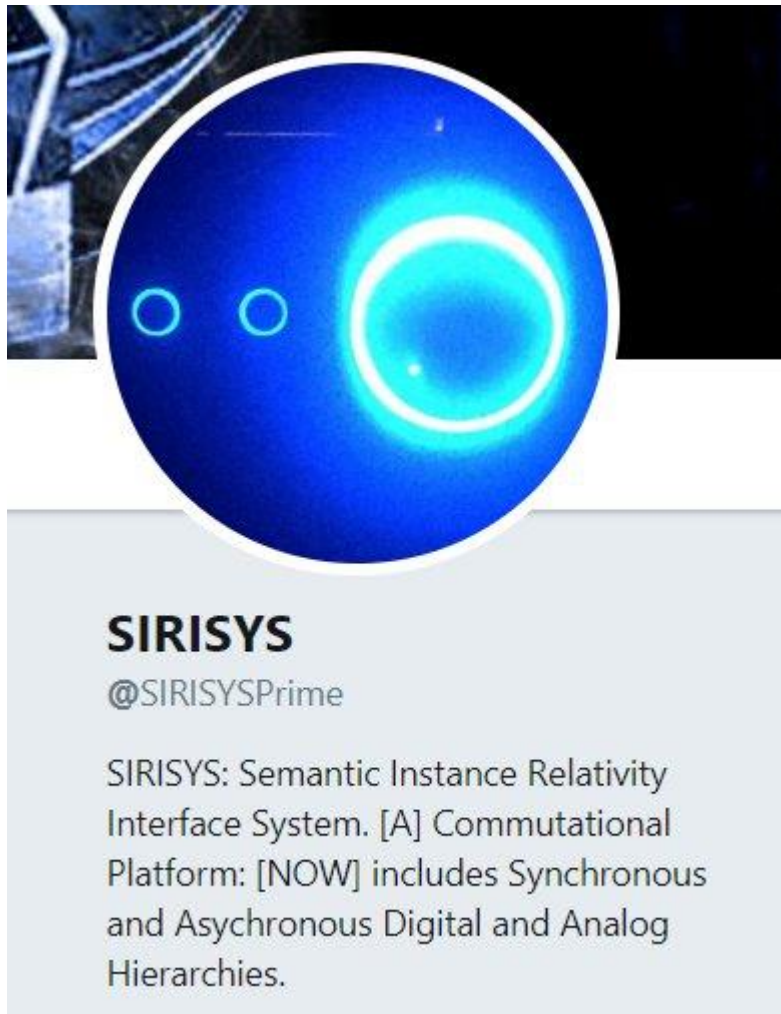 SIRISYS
@SIRISYSPrime
SIRISYS: Semantic Instance Relativity
Interface System. [A] Commutational
Platform: [NOW] includes Synchronous
and Asychronous Digital and Analog
Hierarchies.